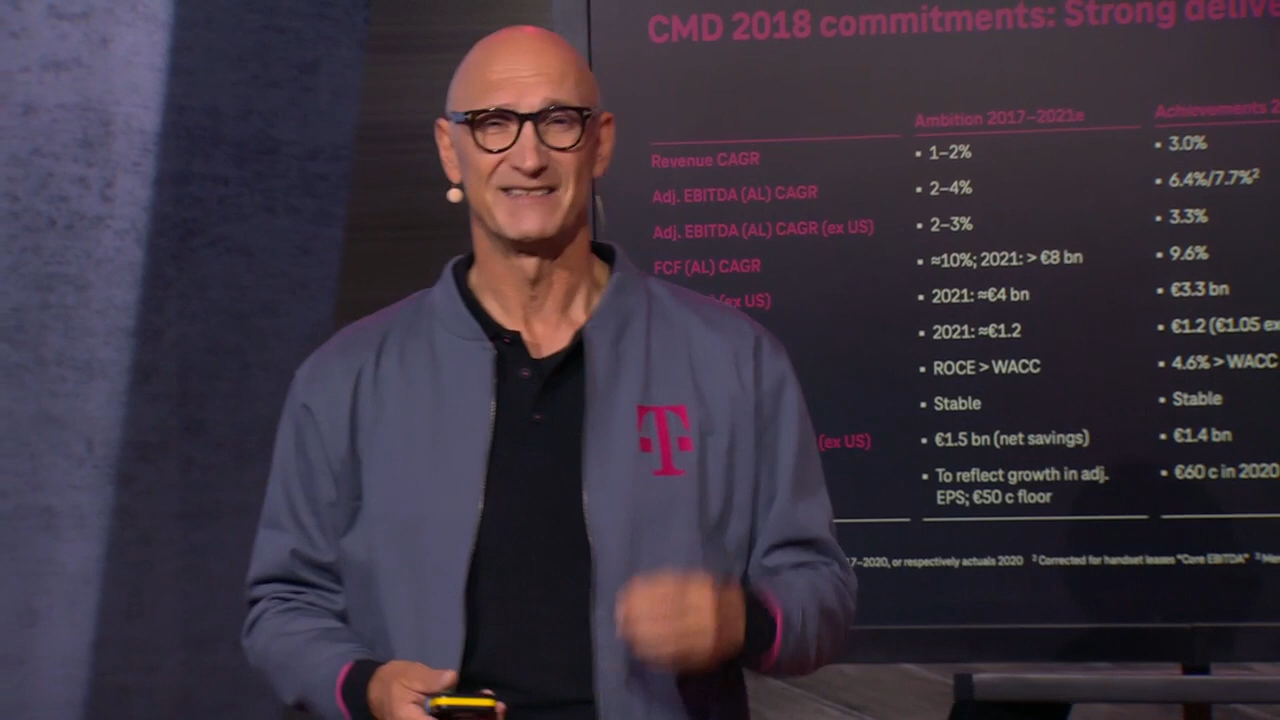 CMD 2018 commitments: Strong delive
Ambition 2017–2021e Achievements 2
Revenue CAGR ▪ 1–2% ▪ 3.0%
Adj. EBITDA (AL) CAGR ▪ 2–4% ▪ 6.4%/7.7%²
Adj. EBITDA (AL) CAGR (ex US) ▪ 2–3% ▪ 3.3%
FCF (AL) CAGR ▪ ≈10%; 2021: > €8 bn ▪ 9.6%
(ex US) ▪ 2021: ≈€4 bn ▪ €3.3 bn
▪ 2021: ≈€1.2 ▪ €1.2 (€1.05 ex
▪ ROCE > WACC ▪ 4.6% > WACC
▪ Stable ▪ Stable
(ex US) ▪ €1.5 bn (net savings) ▪ €1.4 bn
▪ To reflect growth in adj. ▪ €60 c in 2020
EPS; €50 c floor
7–2020, or respectively actuals 2020 ² Corrected for handset leases "Core EBITDA"
T